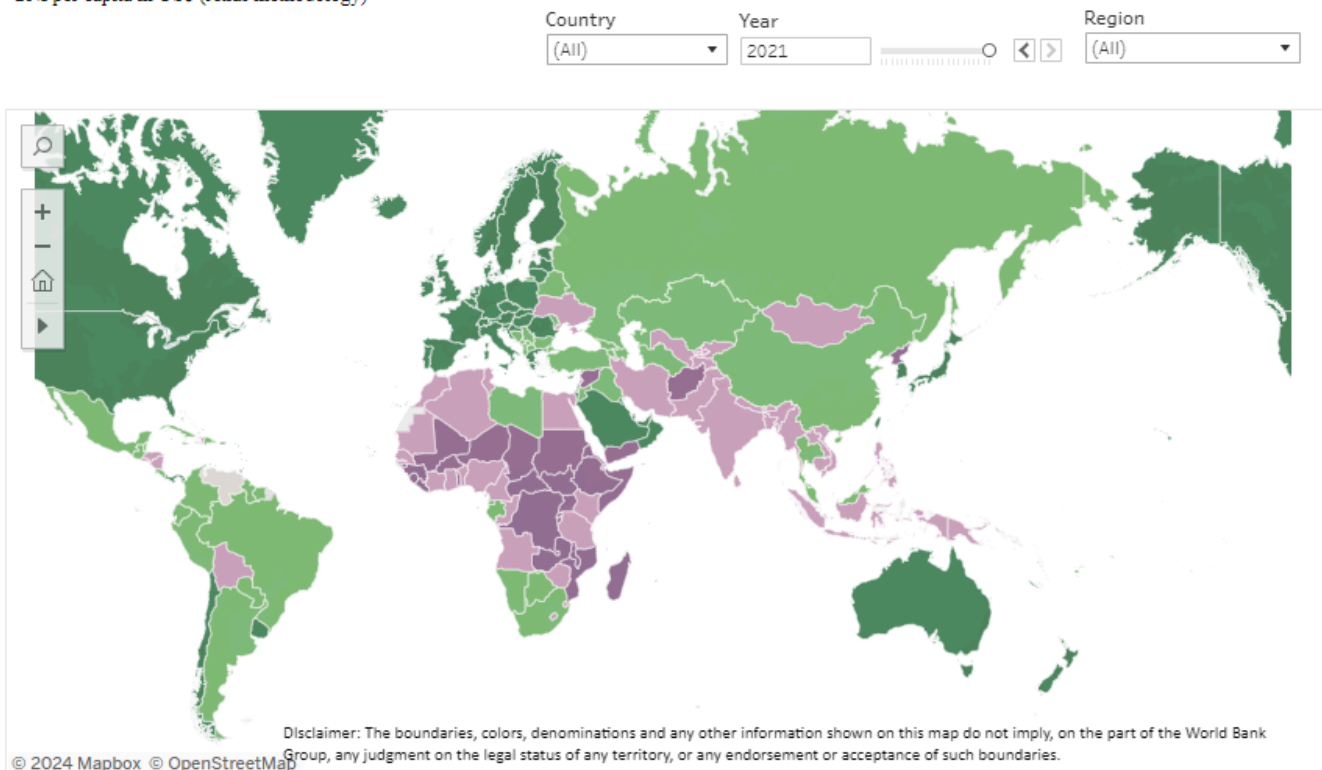 Country
Year
Region
(All)
2021
(All)
DIsclaimer: The boundaries, colors, denominations and any other information shown on this map do not imply, on the part of the World Bank
Group, any judgment on the legal status of any territory, or any endorsement or acceptance of such boundaries.
© 2024 Mapbox © OpenStreetMap